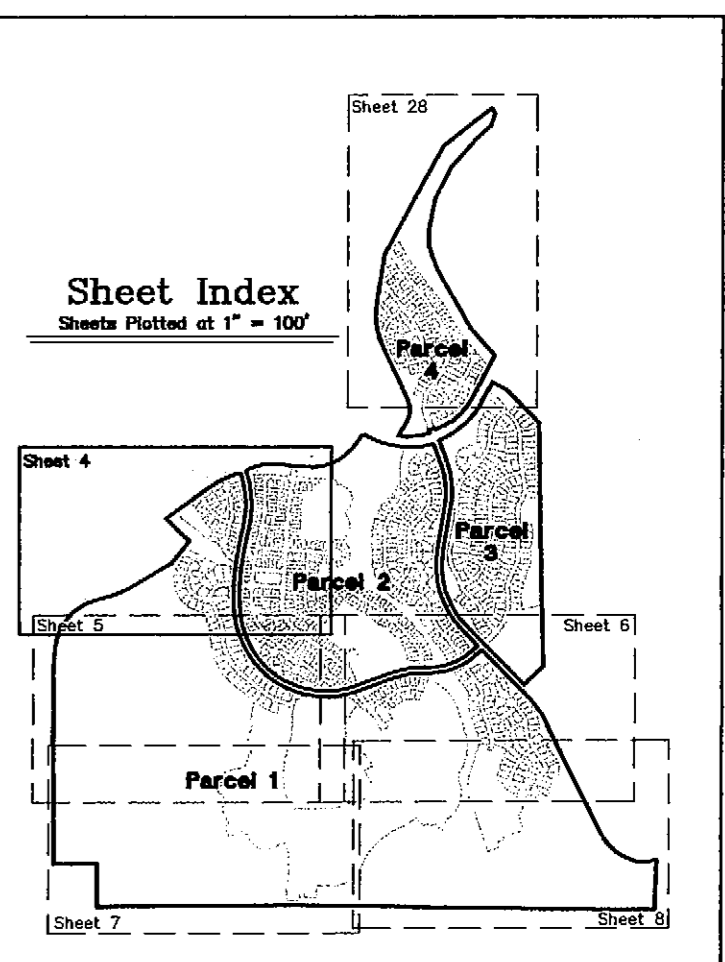 Sheet 28
Sheet Index
Sheets Plotted at 1" = 100'
Parcel
4
Sheet 4
Parcel
3
Parcel 2
Sheet 5
Sheet 6
Parcel 1
Sheet 7
Sheet 8